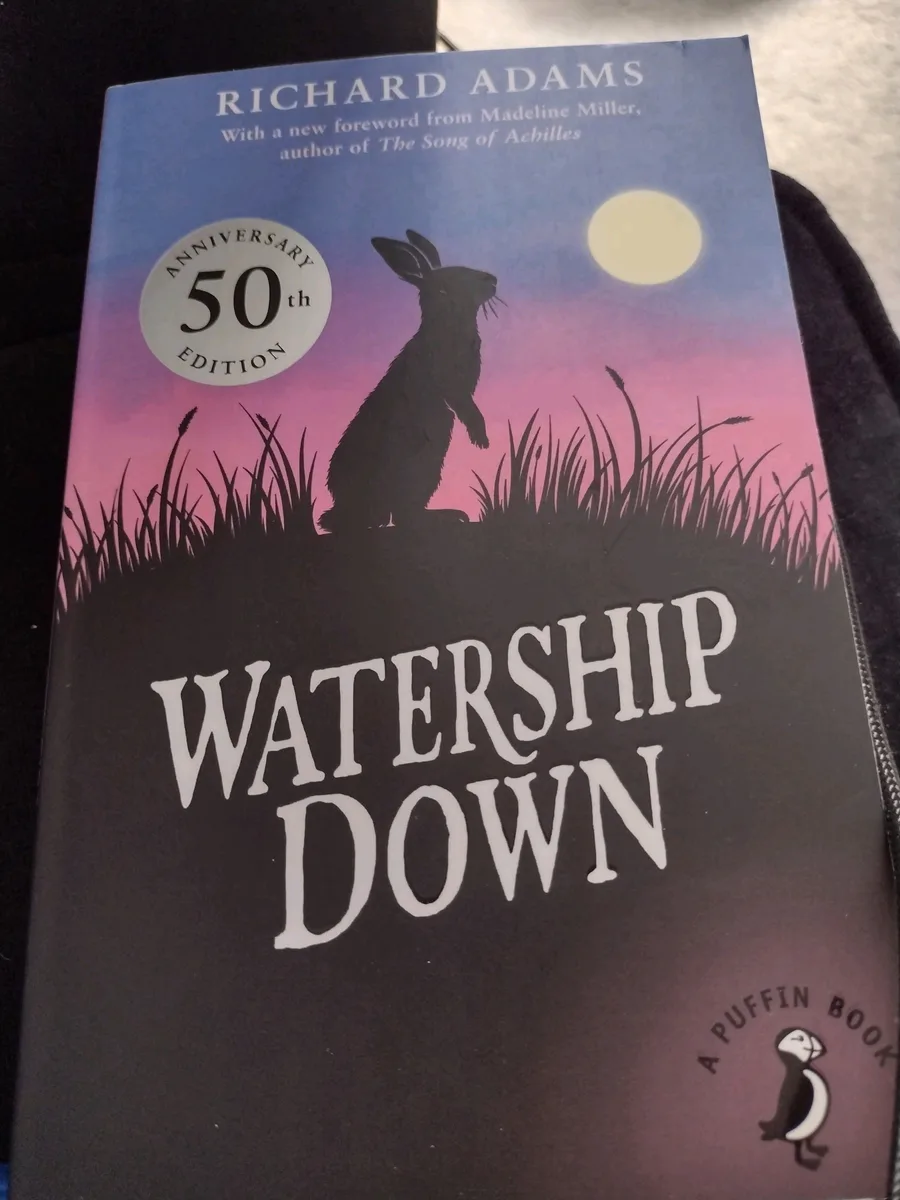 RICHARD ADAMS
With a new foreword from Madeline Miller,
author of The Song of Achilles
ANNIVERSARY
50th
EDITION
WATERSHIP
DOWN
A PUFFIN BOOK